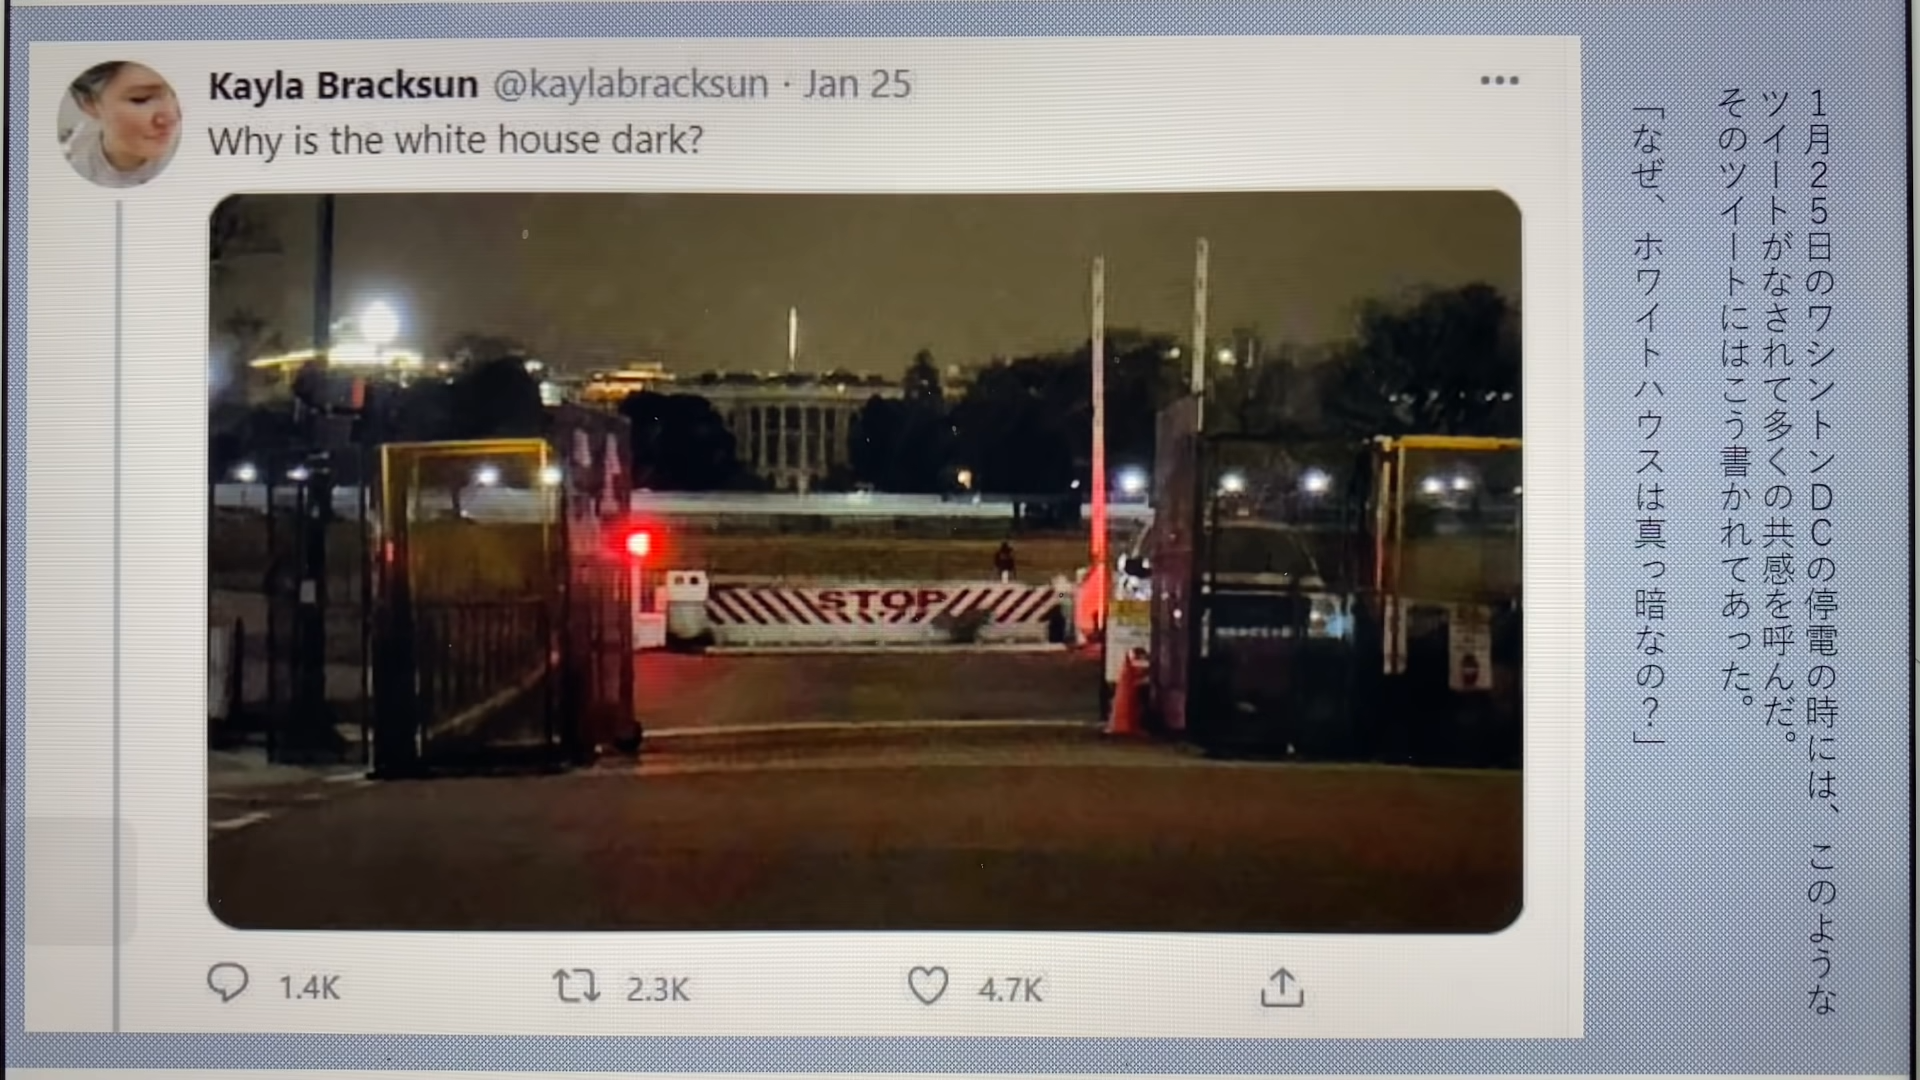 Kayla Bracksun @kaylabracksun · Jan 25
Why is the white house dark?
STOP
1.4K
2.3K
4.7K
1月25日のワシントンDCの停電の時には、このような
ツイートがなされて多くの共感を呼んだ。
そのツイートにはこう書かれてあった。
「なぜ、ホワイトハウスは真っ暗なの？」